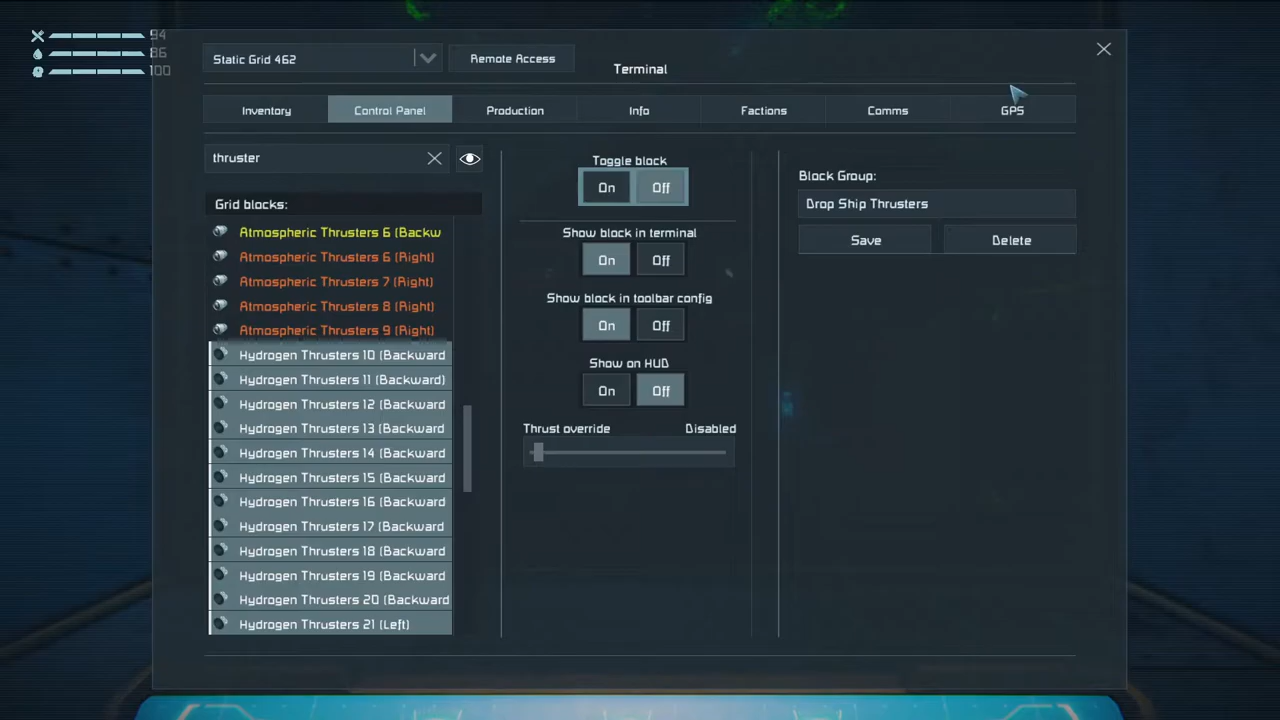 94
86
100
Static Grid 462
Remote Access
Terminal
Inventory
Control Panel
Production
Info
Factions
Comms
GPS
thruster
Grid blocks:
Atmospheric Thrusters 6 (Backw
Atmospheric Thrusters 6 (Right)
Atmospheric Thrusters 7 (Right)
Atmospheric Thrusters 8 (Right)
Atmospheric Thrusters 9 (Right)
Hydrogen Thrusters 10 (Backward
Hydrogen Thrusters 11 (Backward)
Hydrogen Thrusters 12 (Backward
Hydrogen Thrusters 13 (Backward
Hydrogen Thrusters 14 (Backward
Hydrogen Thrusters 15 (Backward
Hydrogen Thrusters 16 (Backward
Hydrogen Thrusters 17 (Backward
Hydrogen Thrusters 18 (Backward
Hydrogen Thrusters 19 (Backward
Hydrogen Thrusters 20 (Backward
Hydrogen Thrusters 21 (Left)
Toggle block
On Off
Show block in terminal
On Off
Show block in toolbar config
On Off
Show on HUD
On Off
Thrust override Disabled
Block Group:
Drop Ship Thrusters
Save Delete